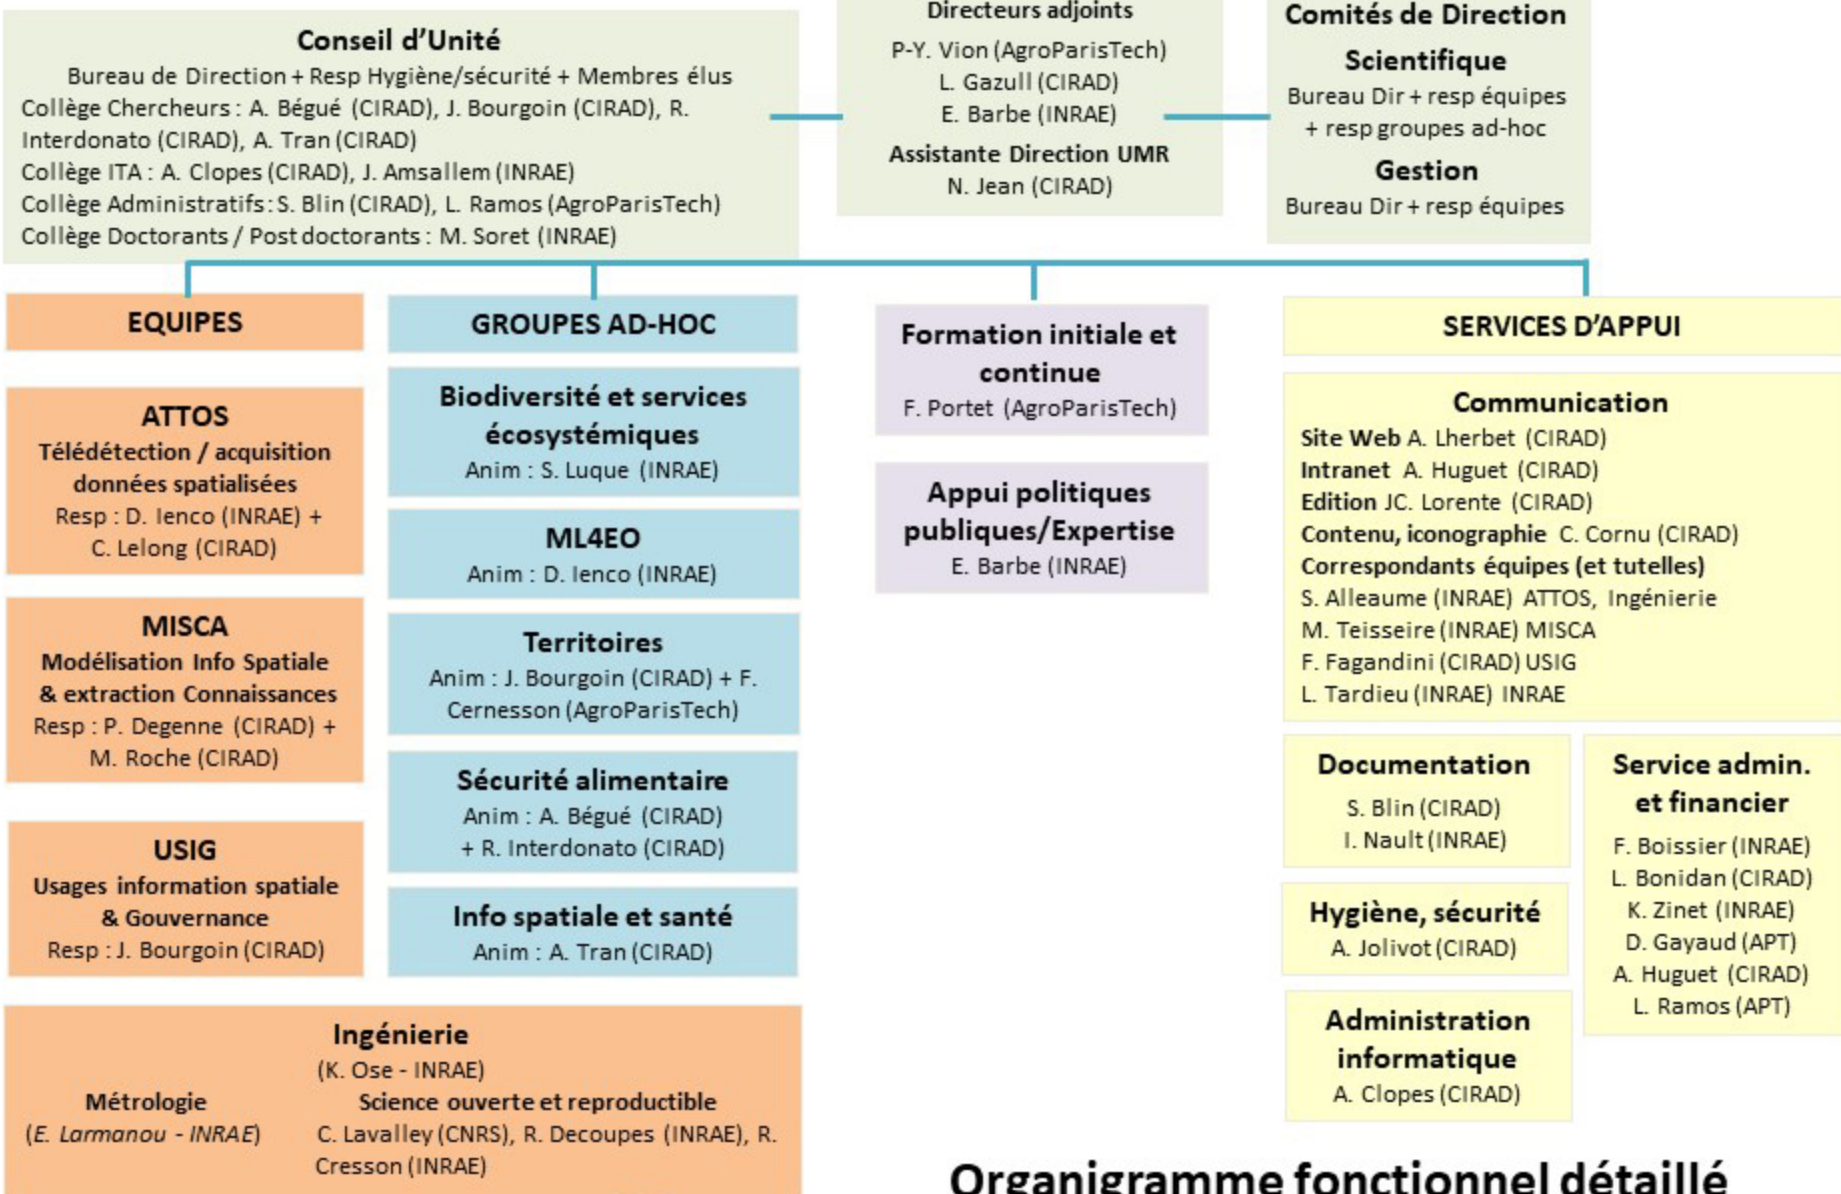 Conseil d'Unité
Bureau de Direction + Resp Hygiène/sécurité + Membres élus
Collège Chercheurs : A. Bégué (CIRAD), J. Bourgoin (CIRAD), R.
Interdonato (CIRAD), A. Tran (CIRAD)
Collège ITA : A. Clopes (CIRAD), J. Amsallem (INRAE)
Collège Administratifs : S. Blin (CIRAD), L. Ramos (AgroParisTech)
Collège Doctorants / Post doctorants : M. Soret (INRAE)
Directeurs adjoints
P-Y. Vion (AgroParisTech)
L. Gazull (CIRAD)
E. Barbe (INRAE)
Assistante Direction UMR
N. Jean (CIRAD)
Comités de Direction
Scientifique
Bureau Dir + resp équipes
+ resp groupes ad-hoc
Gestion
Bureau Dir + resp équipes
EQUIPES
ATTOS
Télédétection / acquisition
données spatialisées
Resp : D. Ienco (INRAE) +
C. Lelong (CIRAD)
MISCA
Modélisation Info Spatiale
& extraction Connaissances
Resp : P. Degenne (CIRAD) +
M. Roche (CIRAD)
USIG
Usages information spatiale
& Gouvernance
Resp : J. Bourgoin (CIRAD)
GROUPES AD-HOC
Biodiversité et services
écosystémiques
Anim : S. Luque (INRAE)
ML4EO
Anim : D. Ienco (INRAE)
Territoires
Anim : J. Bourgoin (CIRAD) + F.
Cernesson (AgroParisTech)
Sécurité alimentaire
Anim : A. Bégué (CIRAD)
+ R. Interdonato (CIRAD)
Info spatiale et santé
Anim : A. Tran (CIRAD)
Ingénierie
(K. Ose - INRAE)
Métrologie
(E. Larmanou - INRAE)
Science ouverte et reproductible
C. Lavalley (CNRS), R. Decoupes (INRAE), R.
Cresson (INRAE)
Formation initiale et
continue
F. Portet (AgroParisTech)
Appui politiques
publiques/Expertise
E. Barbe (INRAE)
SERVICES D'APPUI
Communication
Site Web A. Lherbet (CIRAD)
Intranet A. Huguet (CIRAD)
Edition JC. Lorente (CIRAD)
Contenu, iconographie C. Cornu (CIRAD)
Correspondants équipes (et tutelles)
S. Alleaume (INRAE) ATTOS, Ingénierie
M. Teisseire (INRAE) MISCA
F. Fagandini (CIRAD) USIG
L. Tardieu (INRAE) INRAE
Documentation
S. Blin (CIRAD)
I. Nault (INRAE)
Hygiène, sécurité
A. Jolivot (CIRAD)
Administration
informatique
A. Clopes (CIRAD)
Service admin.
et financier
F. Boissier (INRAE)
L. Bonidan (CIRAD)
K. Zinet (INRAE)
D. Gayaud (APT)
A. Huguet (CIRAD)
L. Ramos (APT)
Organigramme fonctionnel détaillé